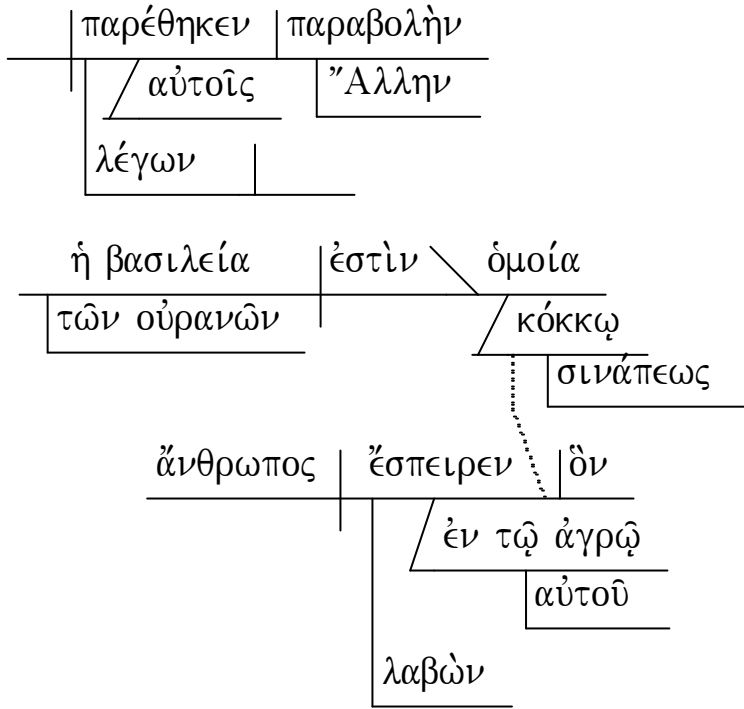 παρέθηκεν παραβολὴν
αὐτοῖς Ἄλλην
λέγων
ἡ βασιλεία ἐστὶν ὁμοία
τῶν οὐρανῶν κόκκῳ
σινάπεως
ἄνθρωπος ἔσπειρεν ὃν
ἐν τῷ ἀγρῷ
αὐτοῦ
λαβὼν